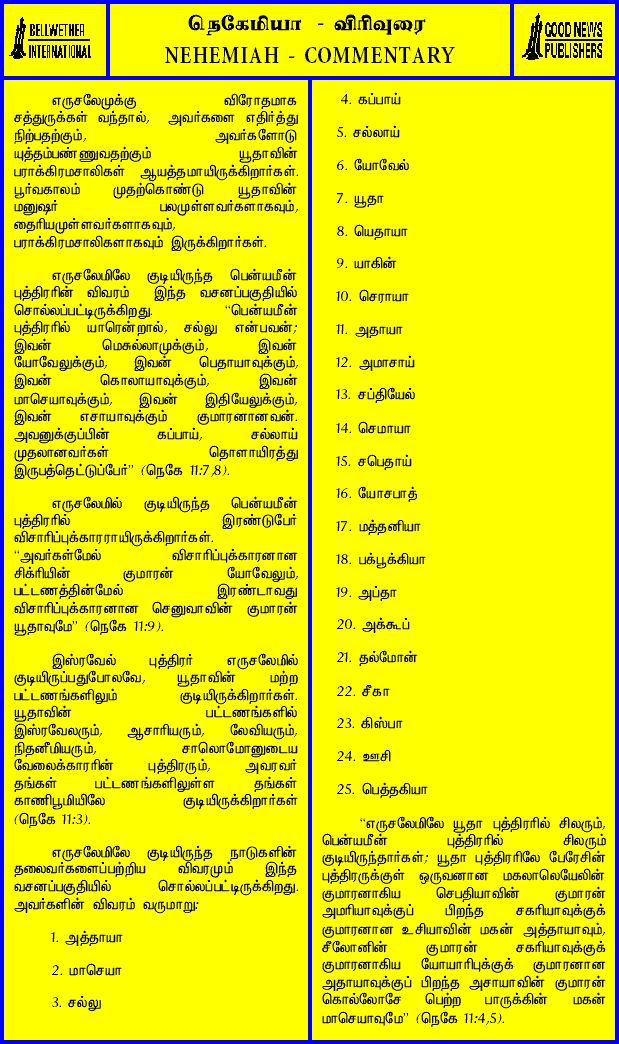 BELLWETHER
INTERNATIONAL
நெகேமியா - விரிவுரை
NEHEMIAH - COMMENTARY
GOOD NEWS
PUBLISHERS
எருசலேமுக்கு விரோதமாக
சத்துருக்கள் வந்தால், அவர்களை எதிர்த்து
நிற்பதற்கும், அவர்களோடு
யுத்தம்பண்ணுவதற்கும் யூதாவின்
பராக்கிரமசாலிகள் ஆயத்தமாயிருக்கிறார்கள்.
பூர்வகாலம் முதற்கொண்டு யூதாவின்
மனுஷர் பலமுள்ளவர்களாகவும்,
தைரியமுள்ளவர்களாகவும்,
பராக்கிரமசாலிகளாகவும் இருக்கிறார்கள்.
எருசலேமிலே குடியிருந்த பென்யமீன்
புத்திரரின் விவரம் இந்த வசனப்பகுதியில்
சொல்லப்பட்டிருக்கிறது. “பென்யமீன்
புத்திரரில் யாரென்றால், சல்லு என்பவன்;
இவன் மெசுல்லாமுக்கும், இவன்
யோவேலுக்கும், இவன் பெதாயாவுக்கும்,
இவன் கொலாயாவுக்கும், இவன்
மாசெயாவுக்கும், இவன் இதியேலுக்கும்,
இவன் எசாயாவுக்கும் குமாரனானவன்.
அவனுக்குப்பின் கப்பாய், சல்லாய்
முதலானவர்கள் தொளாயிரத்து
இருபத்தெட்டுப்பேர்” (நெகே 11:7,8).
எருசலேமில் குடியிருந்த பென்யமீன்
புத்திரரில் இரண்டுபேர்
விசாரிப்புக்காரராயிருக்கிறார்கள்.
“அவர்கள்மேல் விசாரிப்புக்காரனான
சிக்ரியின் குமாரன் யோவேலும்,
பட்டணத்தின்மேல் இரண்டாவது
விசாரிப்புக்காரனான செனுவாவின் குமாரன்
யூதாவுமே” (நெகே 11:9).
இஸ்ரவேல் புத்திரர் எருசலேமில்
குடியிருப்பதுபோலவே, யூதாவின் மற்ற
பட்டணங்களிலும் குடியிருக்கிறார்கள்.
யூதாவின் பட்டணங்களில்
இஸ்ரவேலரும், ஆசாரியரும், லேவியரும்,
நிதனீமியரும், சாலொமோனுடைய
வேலைக்காரரின் புத்திரரும், அவரவர்
தங்கள் பட்டணங்களிலுள்ள தங்கள்
காணிபூமியிலே குடியிருக்கிறார்கள்
(நெகே 11:3).
எருசலேமிலே குடியிருந்த நாடுகளின்
தலைவர்களைப்பற்றிய விவரமும் இந்த
வசனப்பகுதியில் சொல்லப்பட்டிருக்கிறது.
அவர்களின் விவரம் வருமாறு:
1. அத்தாயா
2. மாசெயா
3. சல்லு
4. கப்பாய்
5. சல்லாய்
6. யோவேல்
7. யூதா
8. யெதாயா
9. யாகின்
10. செராயா
11. அதாயா
12. அமாசாய்
13. சப்தியேல்
14. செமாயா
15. சபெதாய்
16. யோசபாத்
17. மத்தனியா
18. பக்பூக்கியா
19. அப்தா
20. அக்கூப்
21. தல்மோன்
22. சீகா
23. கிஸ்பா
24. ஊசி
25. பெத்தகியா
“எருசலேமிலே யூதா புத்திரரில் சிலரும்,
பென்யமீன் புத்திரரில் சிலரும்
குடியிருந்தார்கள்; யூதா புத்திரரிலே பேரேசின்
புத்திரருக்குள் ஒருவனான மகலாலெயேலின்
குமாரனாகிய செபதியாவின் குமாரன்
அமரியாவுக்குப் பிறந்த சகரியாவுக்குக்
குமாரனான உசியாவின் மகன் அத்தாயாவும்,
சீலோனின் குமாரன் சகரியாவுக்குக்
குமாரனாகிய யோயாரிபுக்குக் குமாரனான
அதாயாவுக்குப் பிறந்த அசாயாவின் குமாரன்
கொல்லோசே பெற்ற பாருக்கின் மகன்
மாசெயாவுமே” (நெகே 11:4,5).